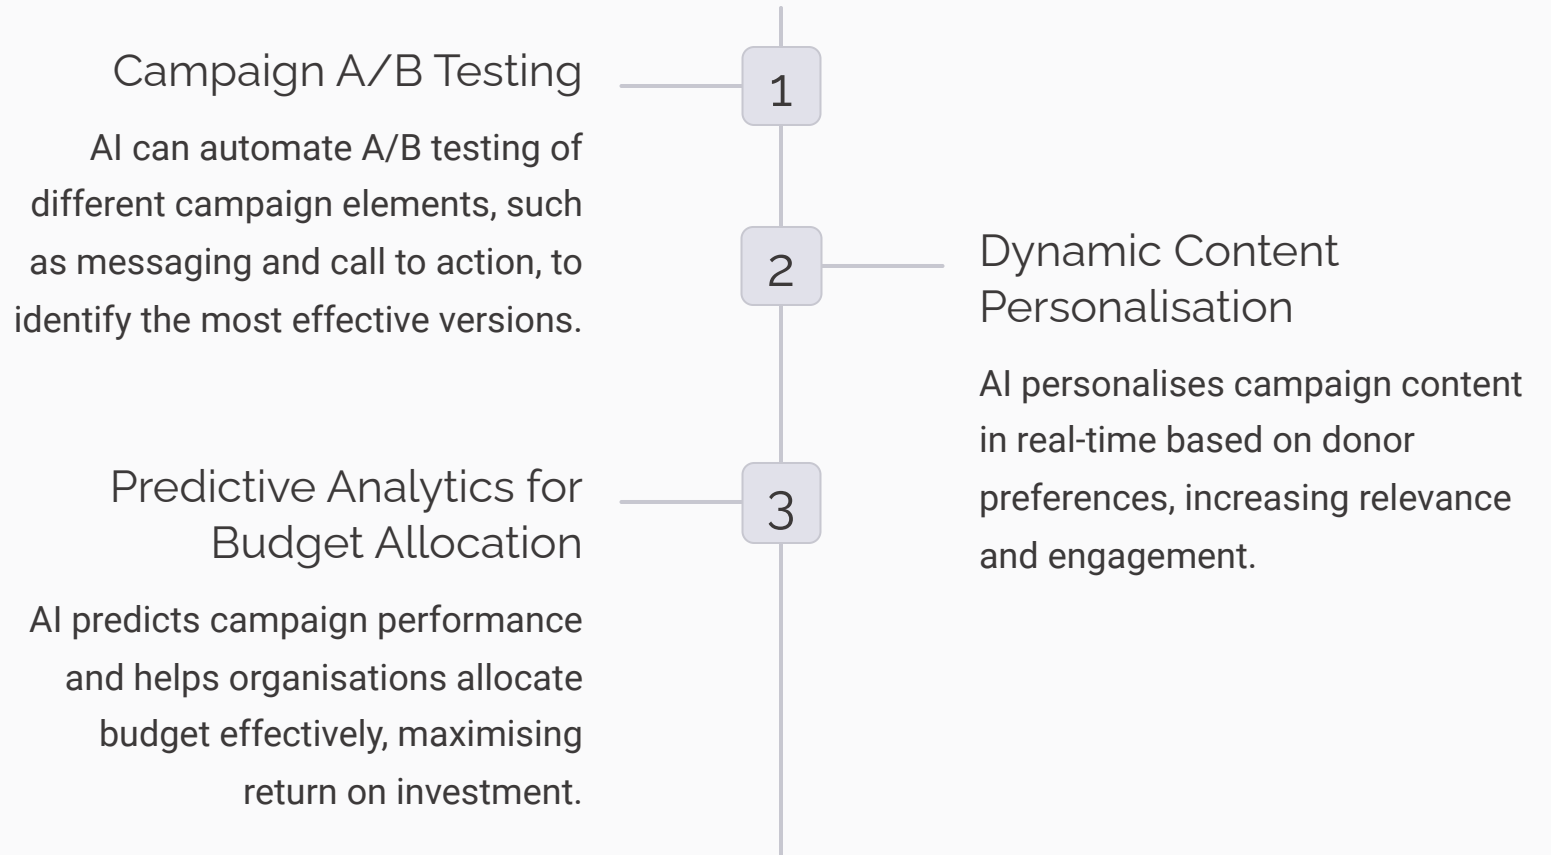 Campaign A/B Testing
1
AI can automate A/B testing of
different campaign elements, such
as messaging and call to action, to
identify the most effective versions.
2
Dynamic Content
Personalisation
AI personalises campaign content
in real-time based on donor
preferences, increasing relevance
and engagement.
Predictive Analytics for
Budget Allocation
3
AI predicts campaign performance
and helps organisations allocate
budget effectively, maximising
return on investment.